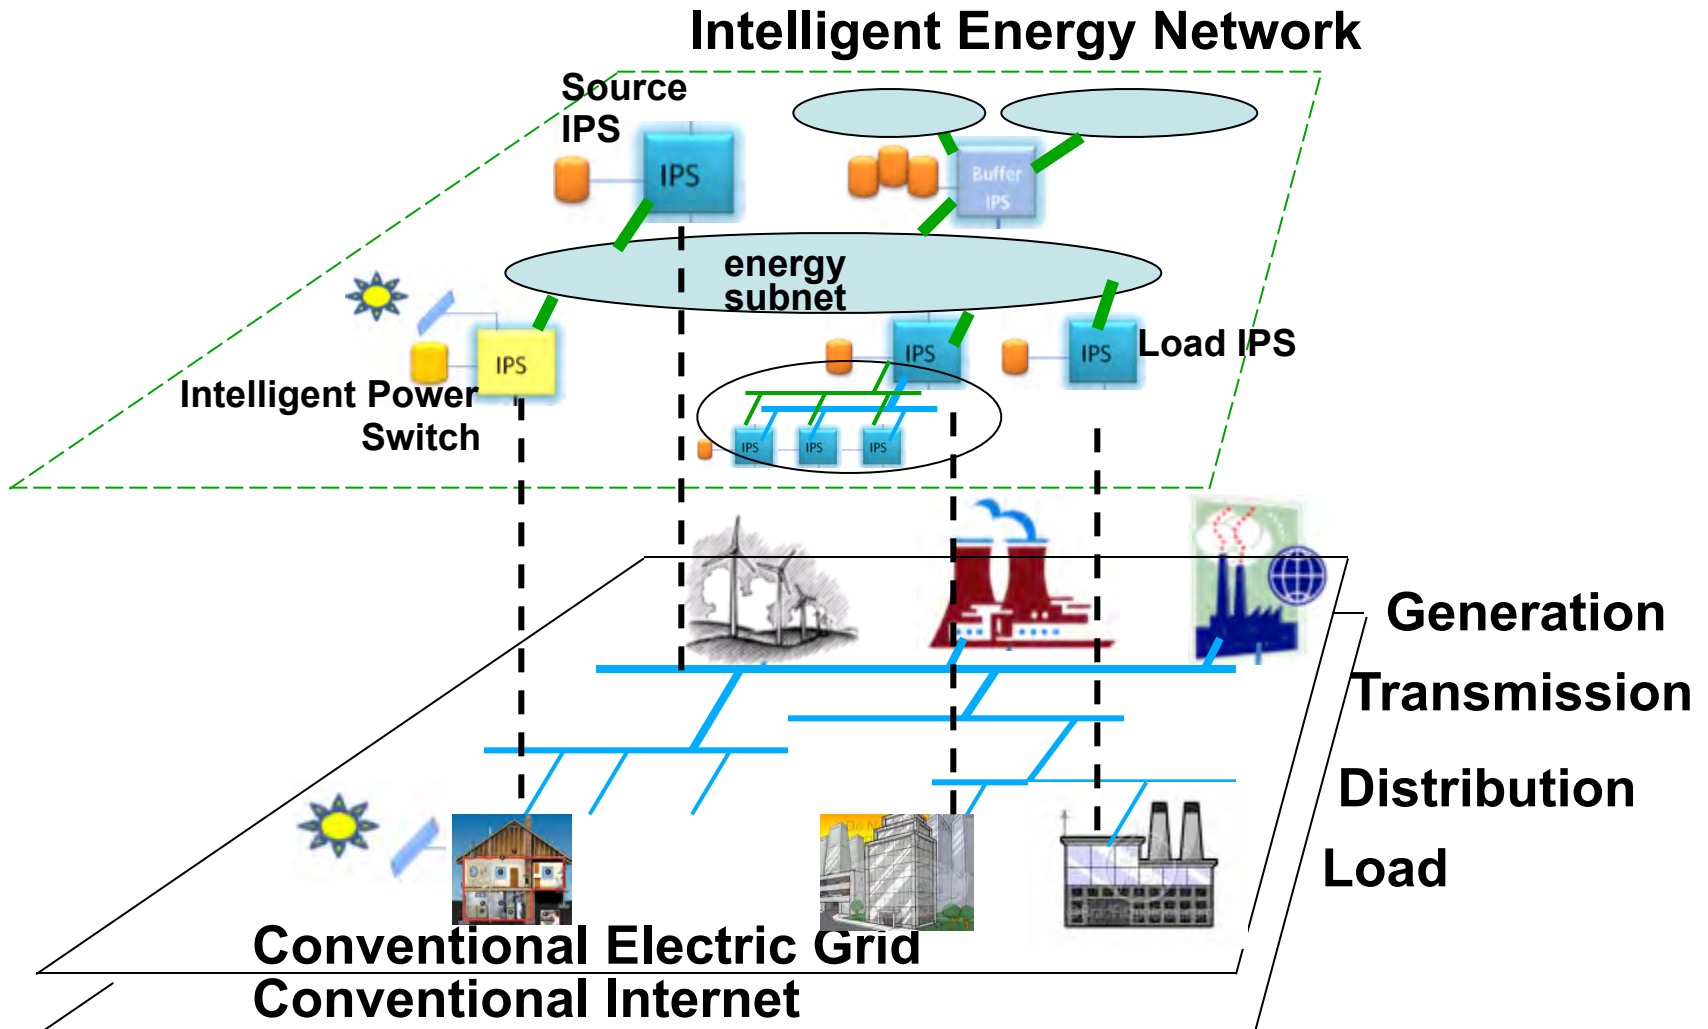 Intelligent Energy Network
Source
IPS
IPS
Buffer
IPS
energy
subnet
IPS
IPS
IPS
Load IPS
Intelligent Power
Switch
IPS
IPS
IPS
Generation
Transmission
Distribution
Load
Conventional Electric Grid
Conventional Internet